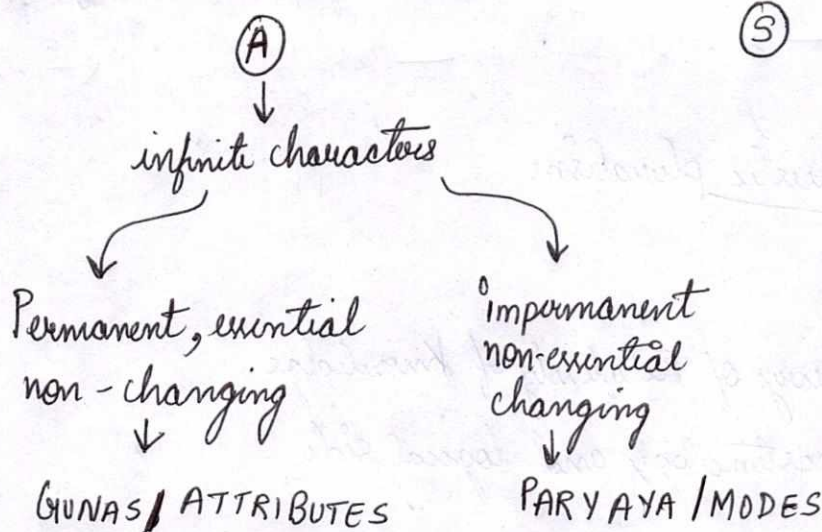 A
S
infinite characters
Permanent, essential
non-changing
impermanent
non-essential
changing
GUNAS / ATTRIBUTES
PARYAYA / MODES